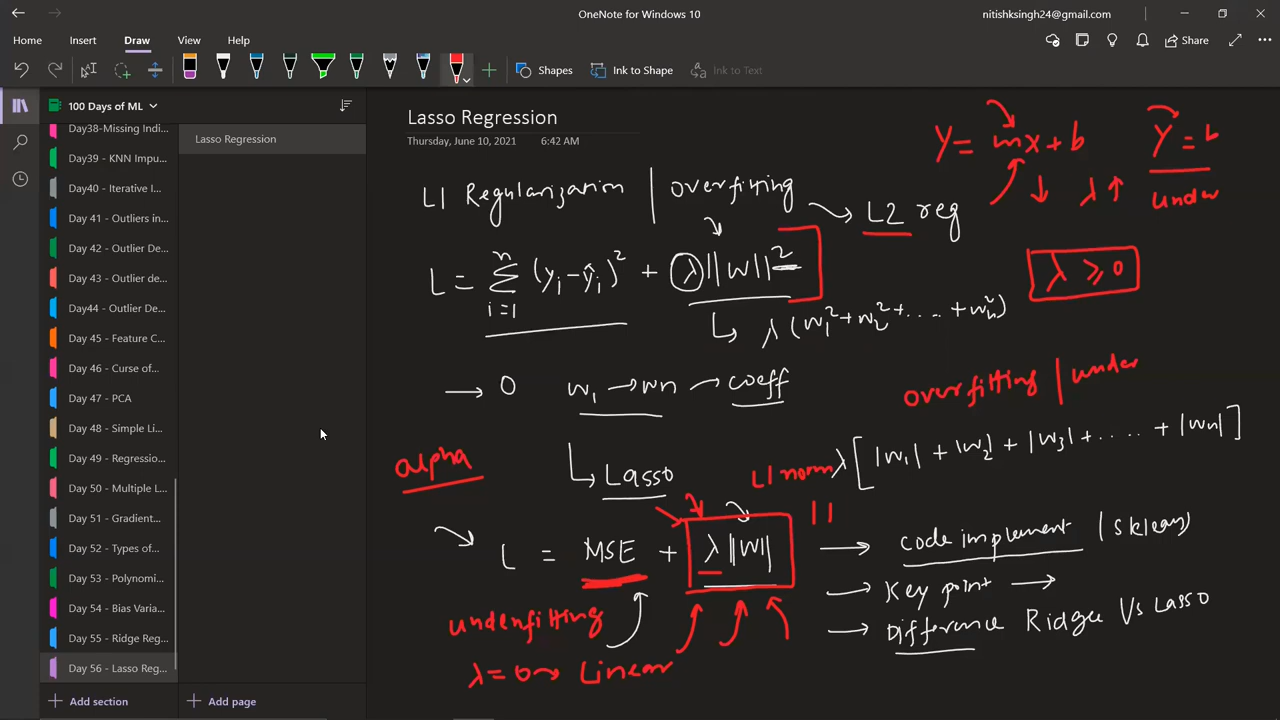 OneNote for Windows 10
nitishksingh24@gmail.com
Home Insert Draw View Help
Share
Shapes
Ink to Shape
Ink to Text
100 Days of ML
Day38-Missing Indi...
Day39 - KNN Impu...
Day40 - Iterative I...
Day 41 - Outliers in...
Day 42 - Outlier De...
Day 43 - Outlier de...
Day44 - Outlier De...
Day 45 - Feature C...
Day 46 - Curse of...
Day 47 - PCA
Day 48 - Simple Li...
Day 49 - Regressio...
Day 50 - Multiple L...
Day 51 - Gradient...
Day 52 - Types of...
Day 53 - Polynomi...
Day 54 - Bias Varia...
Day 55 - Ridge Reg...
Day 56 - Lasso Reg...
Add section
Lasso Regression
Add page
Lasso Regression
Thursday, June 10, 2021 6:42 AM
Y = mx + b
Y = b
↓ λ ↑
under
L1 Regularization | Overfitting → L2 reg
L = Σ i=1 n (yi - ŷi)² + λ||W||²
λ ≥ 0
λ (w1² + w2² + .... + wn²)
→ 0 w1 → wn → coeff
overfitting | under
alpha
Lasso
L1 norm
λ [ |w1| + |w2| + |w3| + ..... + |wn| ]
||
L = MSE + λ||W||
→ code implement (sklearn)
→ Key point →
→ Difference Ridge Vs Lasso
underfitting
λ = 0 → Linear